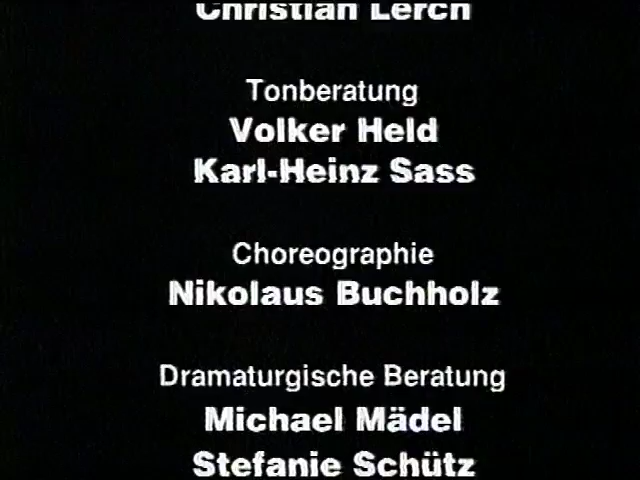 Christian Lerch
Tonberatung
Volker Held
Karl-Heinz Sass
Choreographie
Nikolaus Buchholz
Dramaturgische Beratung
Michael Mädel
Stefanie Schütz